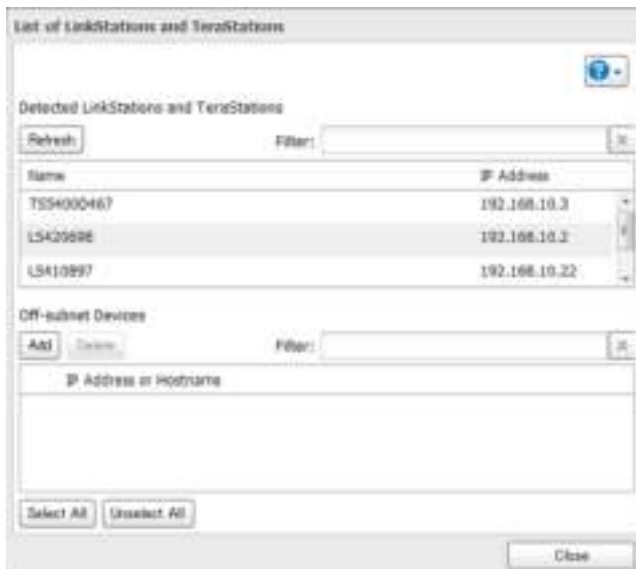 List of LinkStations and TeraStations
Detected LinkStations and TeraStations
Refresh Filter:
Name IP Address
192.168.10.3
LS420698 192.168.10.2
LS410897 192.168.10.22
Off-subnet Devices
Add Delete Filter:
IP Address or Hostname
Select All Unselect All
Close